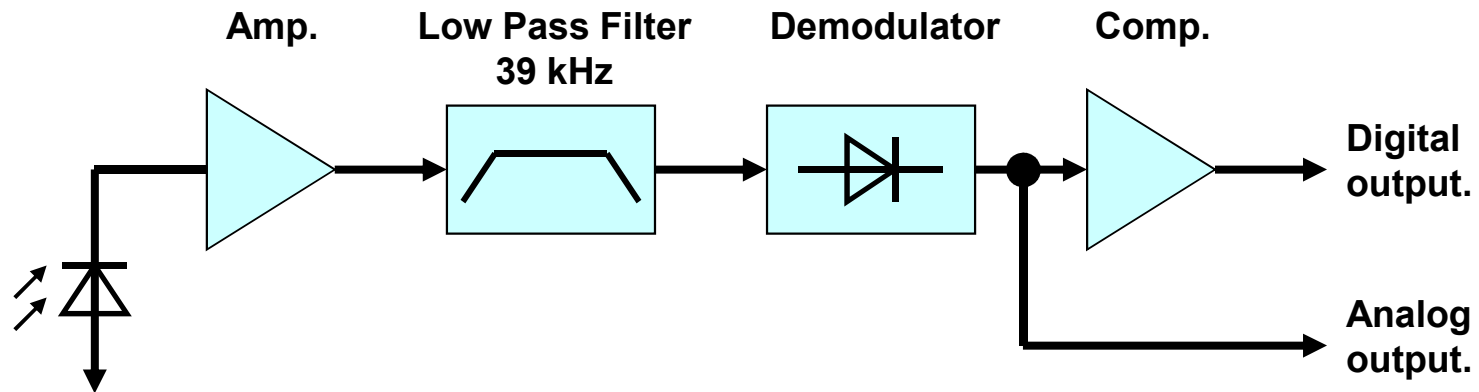 Amp.
Low Pass Filter
39 kHz
Demodulator
Comp.
Digital
output.
Analog
output.